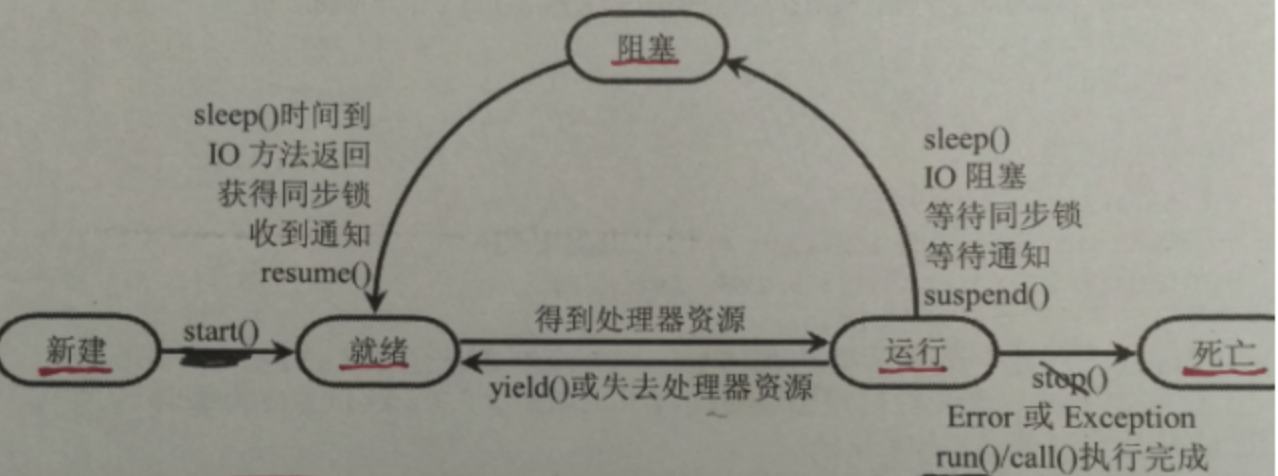 阻塞
sleep()时间到
IO 方法返回
获得同步锁
收到通知
resume()
sleep()
IO 阻塞
等待同步锁
等待通知
suspend()
新建
start()
就绪
得到处理器资源
yield()或失去处理器资源
运行
stop()
Error 或 Exception
run()/call()执行完成
死亡